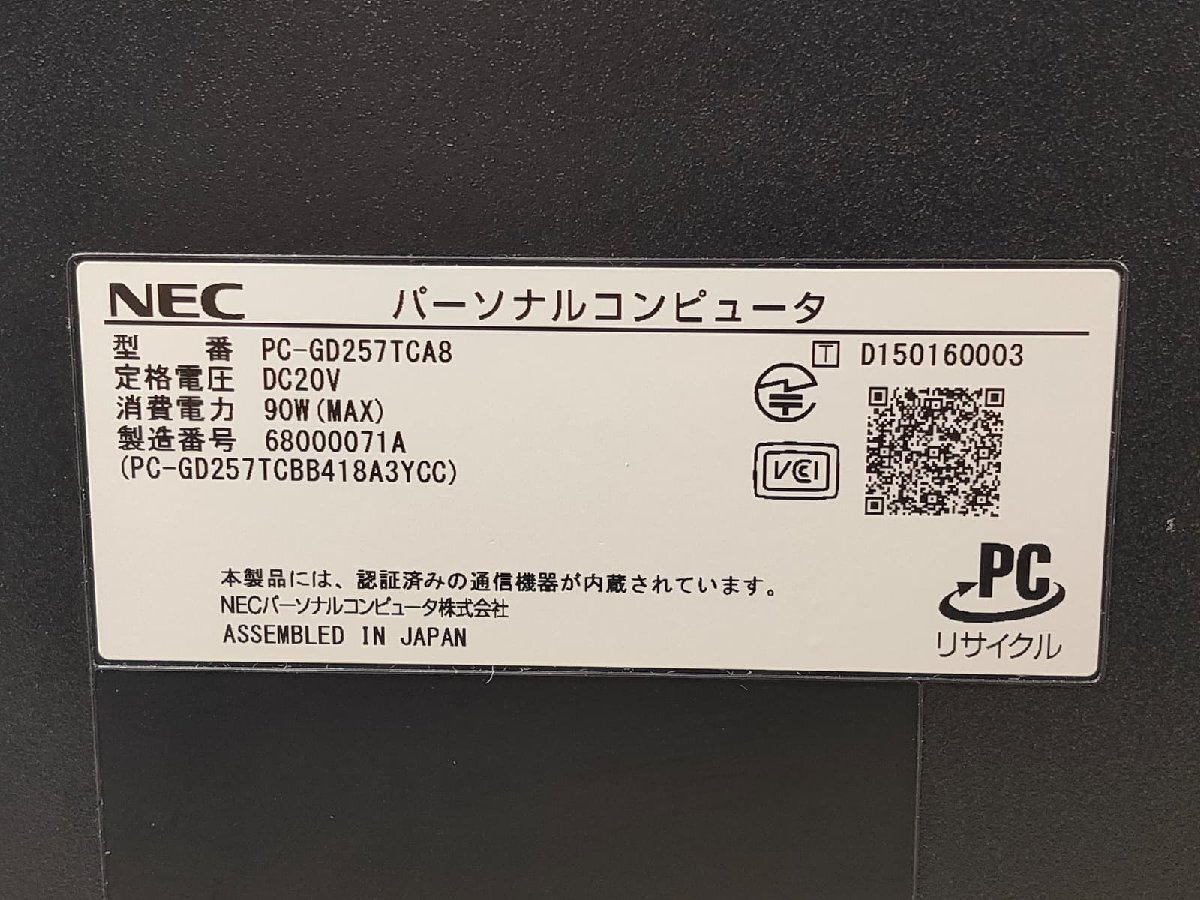 NEC パーソナルコンピュータ
型番 PC-GD257TCA8
定格電圧 DC20V
消費電力 90W(MAX)
製造番号 68000071A
(PC-GD257TCBB418A3YCC)
T D150160003
VCCI
本製品には、認証済みの通信機器が内蔵されています。
NECパーソナルコンピュータ株式会社
ASSEMBLED IN JAPAN
PC
リサイクル